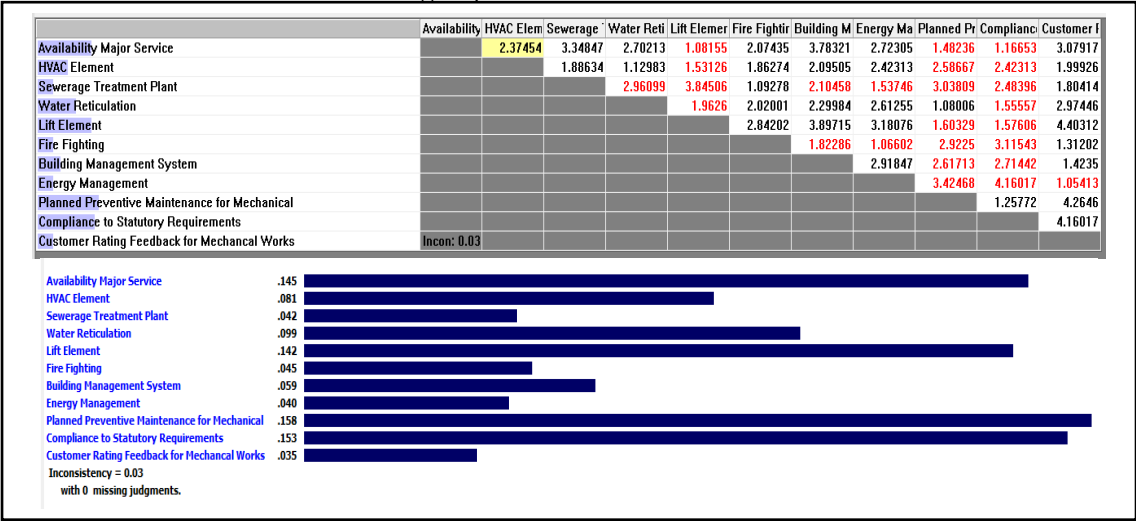 Availability HVAC Elem Sewerage Water Reti Lift Elemer Fire Fightir Building M Energy Ma Planned Pr Complianc Customer F
Availability Major Service 2.37454 3.34847 2.70213 1.08155 2.07435 3.78321 2.72305 1.48236 1.16653 3.07917
HVAC Element 1.88634 1.12983 1.53126 1.86274 2.09505 2.42313 2.58667 2.42313 1.99926
Sewerage Treatment Plant 2.96099 3.84506 1.09278 2.10458 1.53746 3.03809 2.48396 1.80414
Water Reticulation 1.9626 2.02001 2.29984 2.61255 1.08006 1.55557 2.97446
Lift Element 2.84202 3.89715 3.18076 1.60329 1.57606 4.40312
Fire Fighting 1.82286 1.06602 2.9225 3.11543 1.31202
Building Management System 2.91847 2.61713 2.71442 1.4235
Energy Management 3.42468 4.16017 1.05413
Planned Preventive Maintenance for Mechanical 1.25772 4.2646
Compliance to Statutory Requirements 4.16017
Customer Rating Feedback for Mechancal Works Incon: 0.03
Availability Major Service .145
HVAC Element .081
Sewerage Treatment Plant .042
Water Reticulation .099
Lift Element .142
Fire Fighting .045
Building Management System .059
Energy Management .040
Planned Preventive Maintenance for Mechanical .158
Compliance to Statutory Requirements .153
Customer Rating Feedback for Mechancal Works .035
Inconsistency = 0.03
with 0 missing judgments.